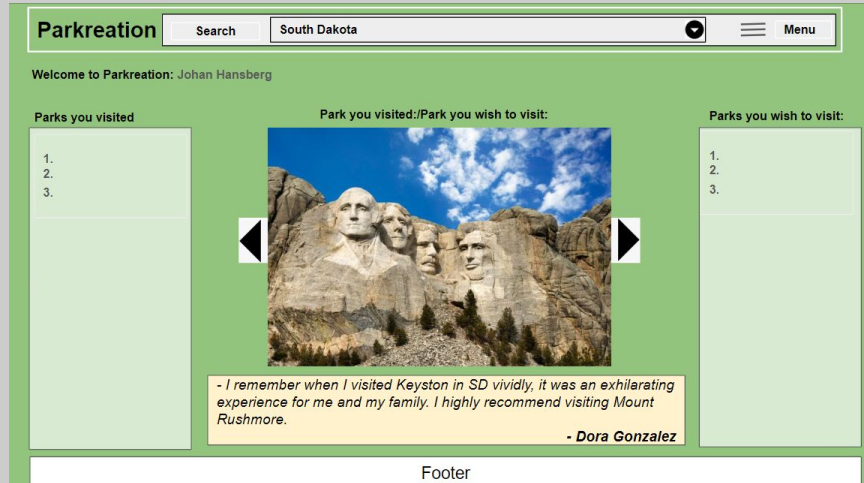 Parkreation
Search
South Dakota
Menu
Welcome to Parkreation: Johan Hansberg
Parks you visited
1.
2.
3.
Park you visited:/Park you wish to visit:
- I remember when I visited Keyston in SD vividly, it was an exhilarating
experience for me and my family. I highly recommend visiting Mount
Rushmore.
- Dora Gonzalez
Parks you wish to visit:
1.
2.
3.
Footer